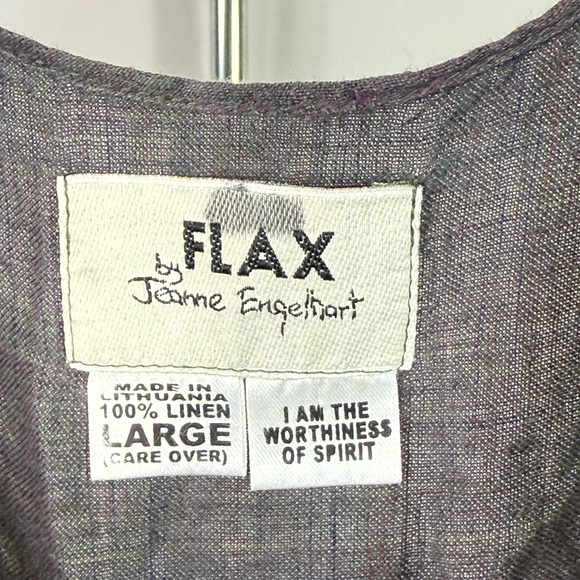 FLAX
by
Jeanne Engelhart
MADE IN
LITHUANIA
100% LINEN
LARGE
(CARE OVER)
I AM THE
WORTHINESS
OF SPIRIT